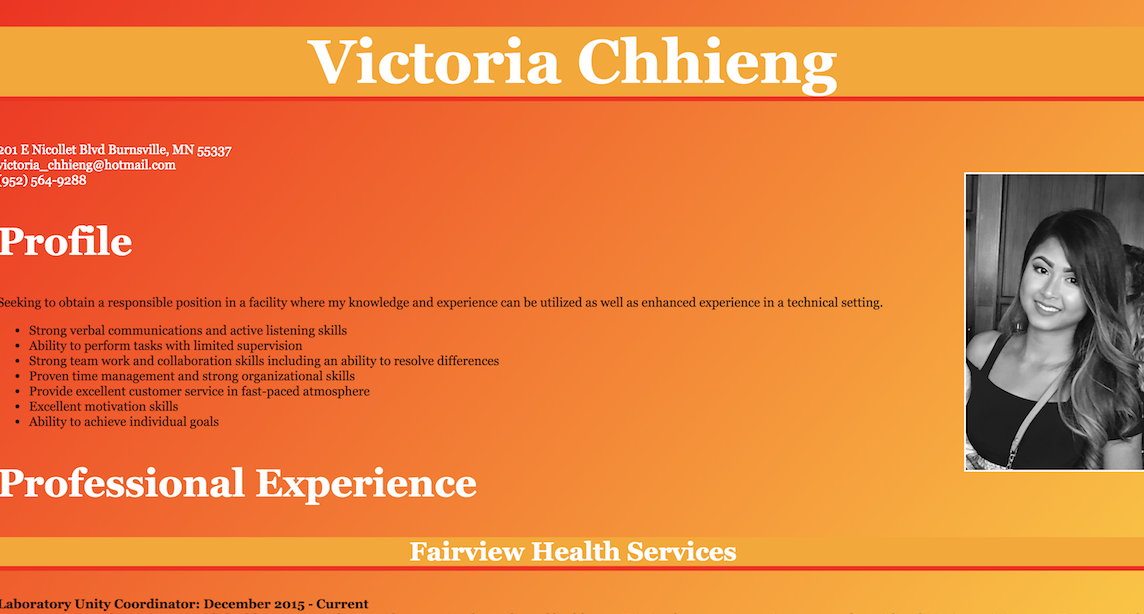 Victoria Chhieng
201 E Nicollet Blvd Burnsville, MN 55337
victoria_chhieng@hotmail.com
(952) 564-9288
Profile
Seeking to obtain a responsible position in a facility where my knowledge and experience can be utilized as well as enhanced experience in a technical setting.
• Strong verbal communications and active listening skills
• Ability to perform tasks with limited supervision
• Strong team work and collaboration skills including an ability to resolve differences
• Proven time management and strong organizational skills
• Provide excellent customer service in fast-paced atmosphere
• Excellent motivation skills
• Ability to achieve individual goals
Professional Experience
Fairview Health Services
Laboratory Unity Coordinator: December 2015 - Current